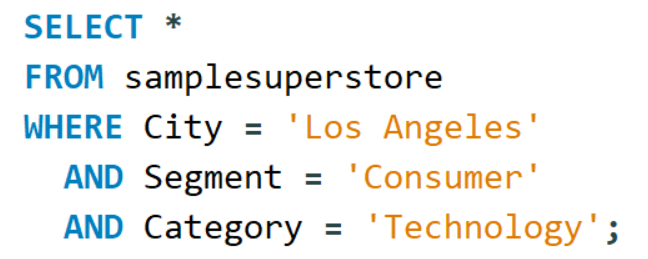 SELECT *
FROM samplesuperstore
WHERE City = 'Los Angeles'
  AND Segment = 'Consumer'
  AND Category = 'Technology';